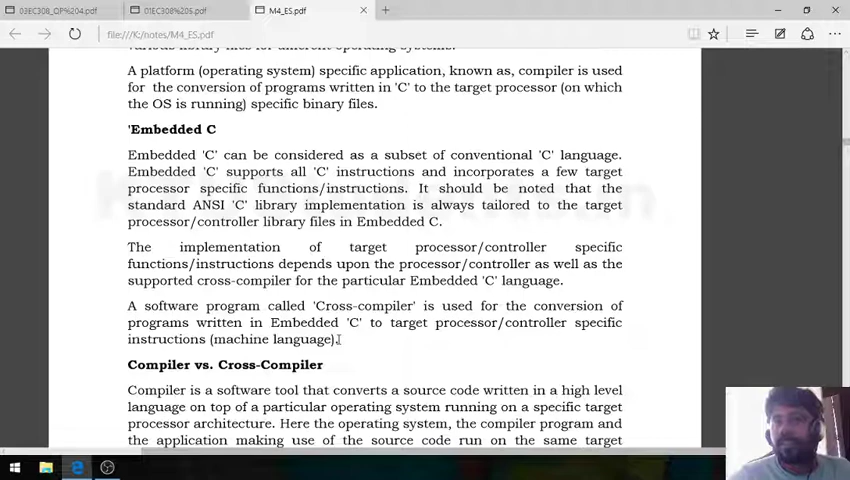 03EC308_QP%204.pdf
01EC308%205.pdf
M4_ES.pdf
file:///K:/notes/M4_ES.pdf
various library files for different operating systems.
A platform (operating system) specific application, known as, compiler is used
for the conversion of programs written in 'C' to the target processor (on which
the OS is running) specific binary files.
'Embedded C
Embedded 'C' can be considered as a subset of conventional 'C' language.
Embedded 'C' supports all 'C' instructions and incorporates a few target
processor specific functions/instructions. It should be noted that the
standard ANSI 'C' library implementation is always tailored to the target
processor/controller library files in Embedded C.
The implementation of target processor/controller specific
functions/instructions depends upon the processor/controller as well as the
supported cross-compiler for the particular Embedded 'C' language.
A software program called 'Cross-compiler' is used for the conversion of
programs written in Embedded 'C' to target processor/controller specific
instructions (machine language).
Compiler vs. Cross-Compiler
Compiler is a software tool that converts a source code written in a high level
language on top of a particular operating system running on a specific target
processor architecture. Here the operating system, the compiler program and
the application making use of the source code run on the same target